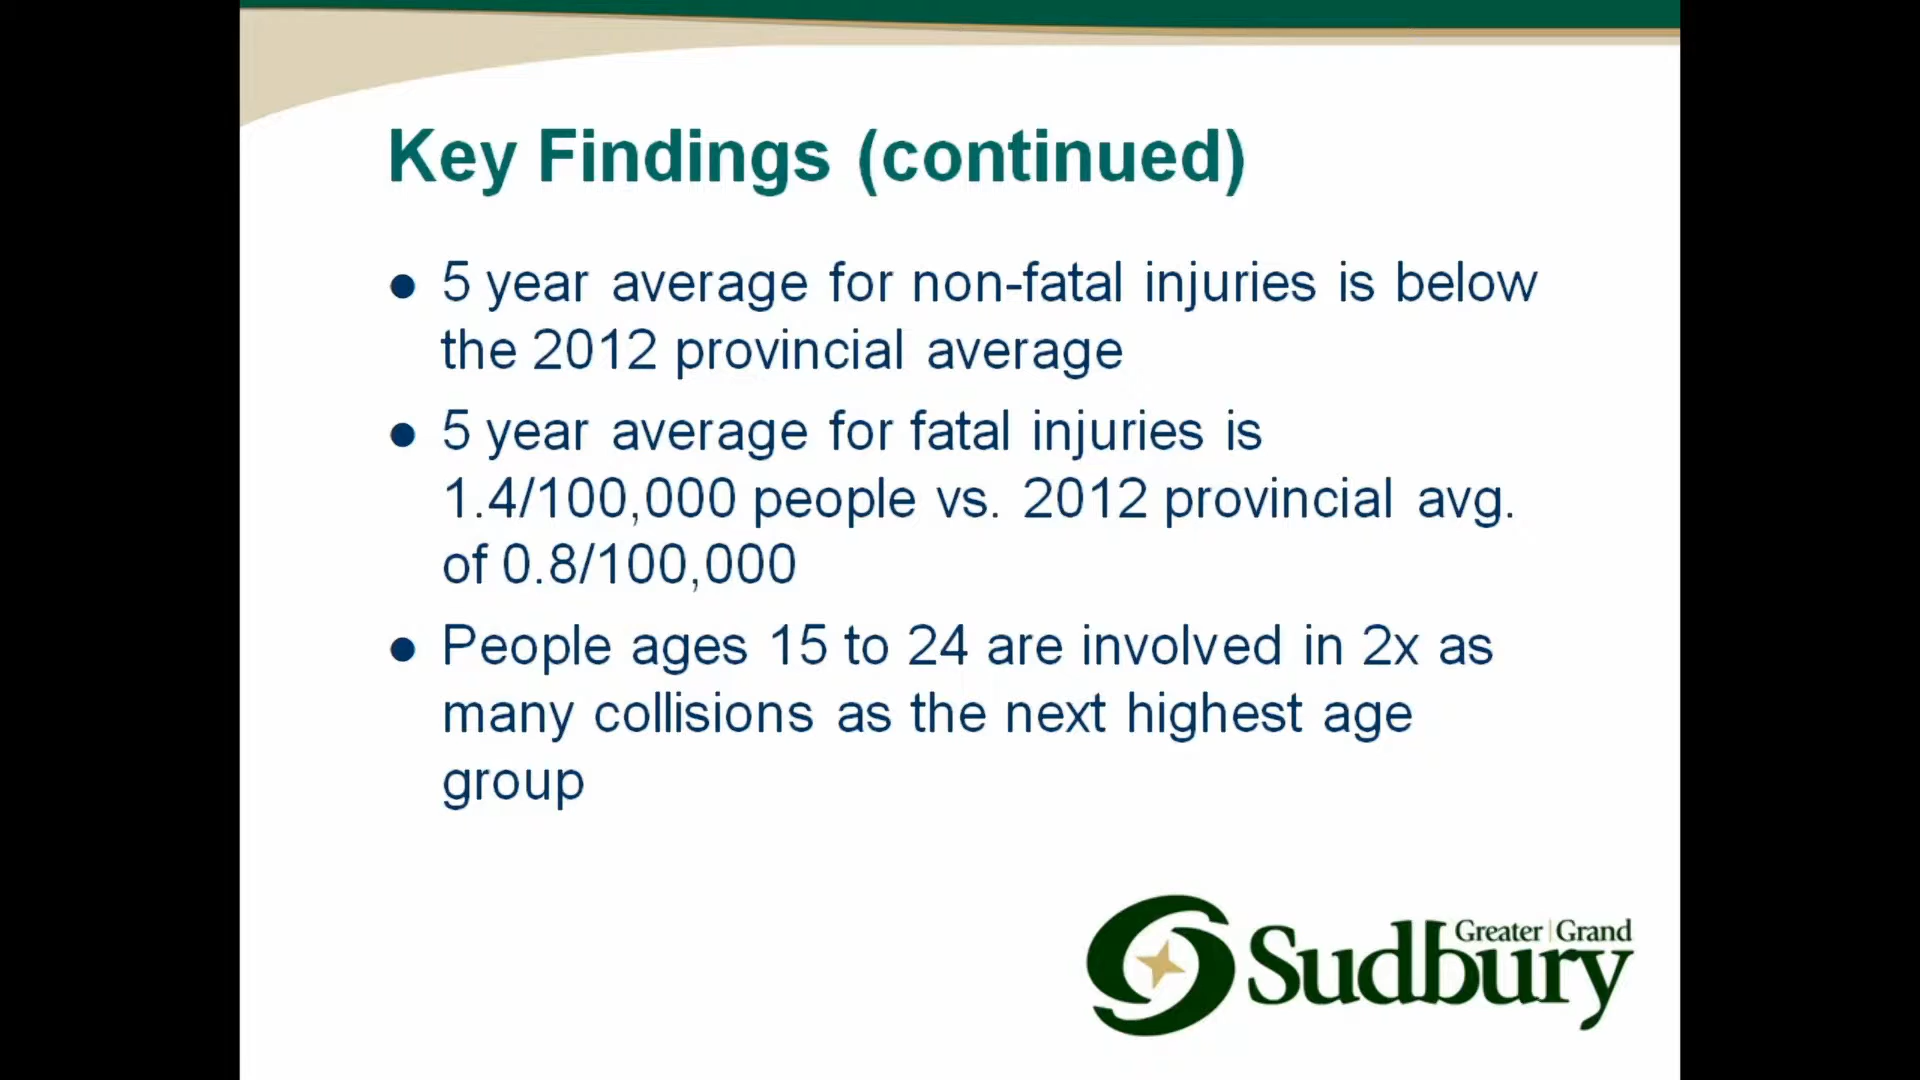 Key Findings (continued)
5 year average for non-fatal injuries is below
the 2012 provincial average
5 year average for fatal injuries is
1.4/100,000 people vs. 2012 provincial avg.
of 0.8/100,000
People ages 15 to 24 are involved in 2x as
many collisions as the next highest age
group
Greater | Grand
Sudbury